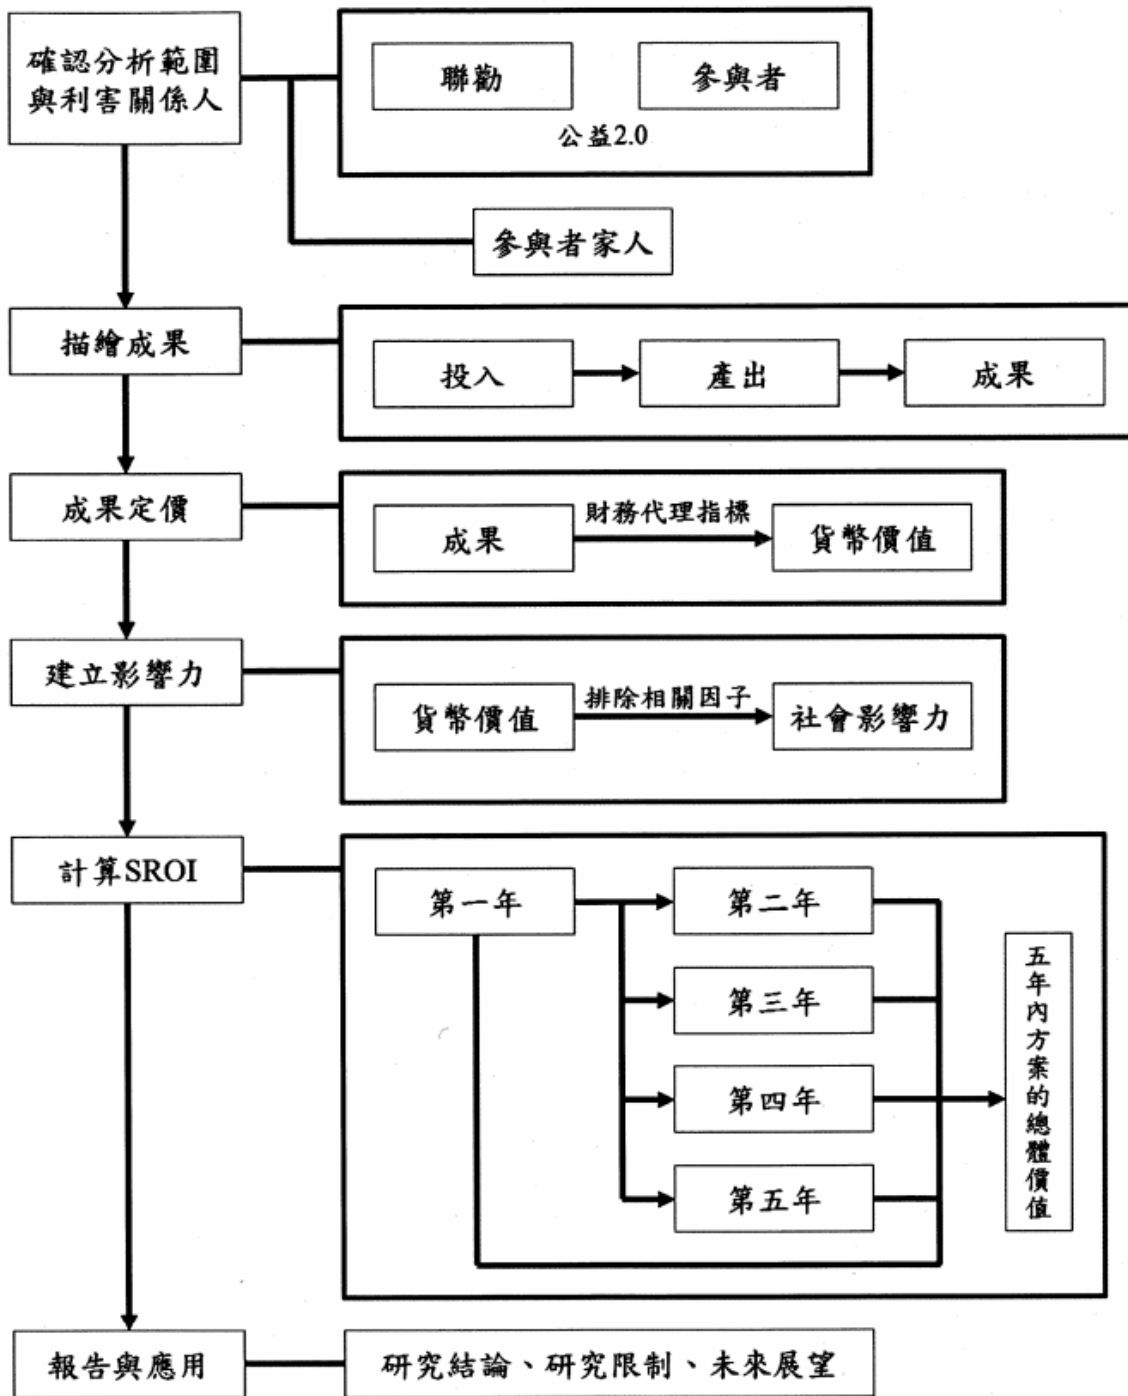 確認分析範圍
與利害關係人
聯勸
參與者
公益2.0
參與者家人
描繪成果
投入
產出
成果
成果定價
成果
財務代理指標
貨幣價值
建立影響力
貨幣價值
排除相關因子
社會影響力
計算SROI
第一年
第二年
第三年
第四年
第五年
五年內方案的總體價值
報告與應用
研究結論、研究限制、未來展望